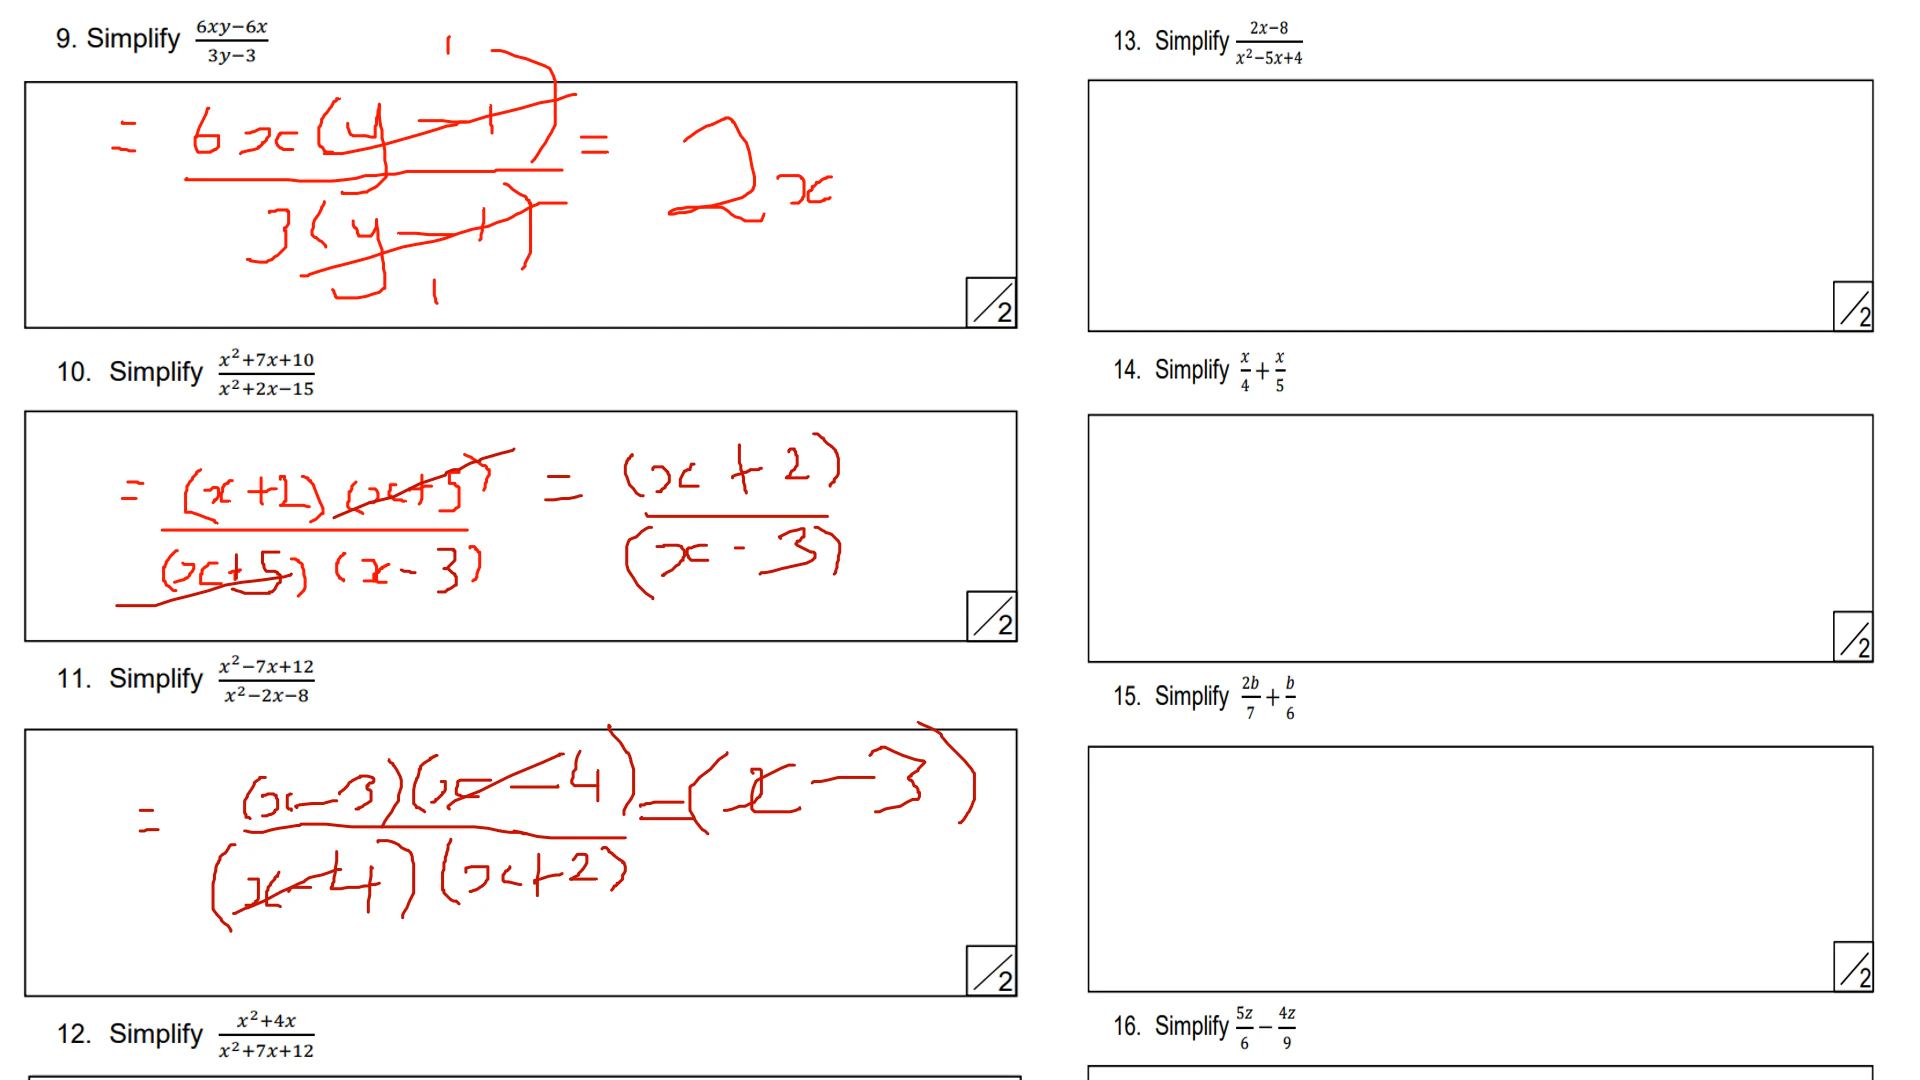 9. Simplify (6xy−6x)/(3y−3)
1
= 6x(y−1)/3(y−1) = 2x
1
/2
10. Simplify (x²+7x+10)/(x²+2x−15)
= (x+2)(x+5)/(x+5)(x-3) = (x+2)/(x-3)
/2
11. Simplify (x²−7x+12)/(x²−2x−8)
= (x-3)(x-4)/(x-4)(x+2) = (x-3)
/2
12. Simplify (x²+4x)/(x²+7x+12)
13. Simplify (2x−8)/(x²−5x+4)
/2
14. Simplify x/4 + x/5
/2
15. Simplify 2b/7 + b/6
/2
16. Simplify 5z/6 − 4z/9